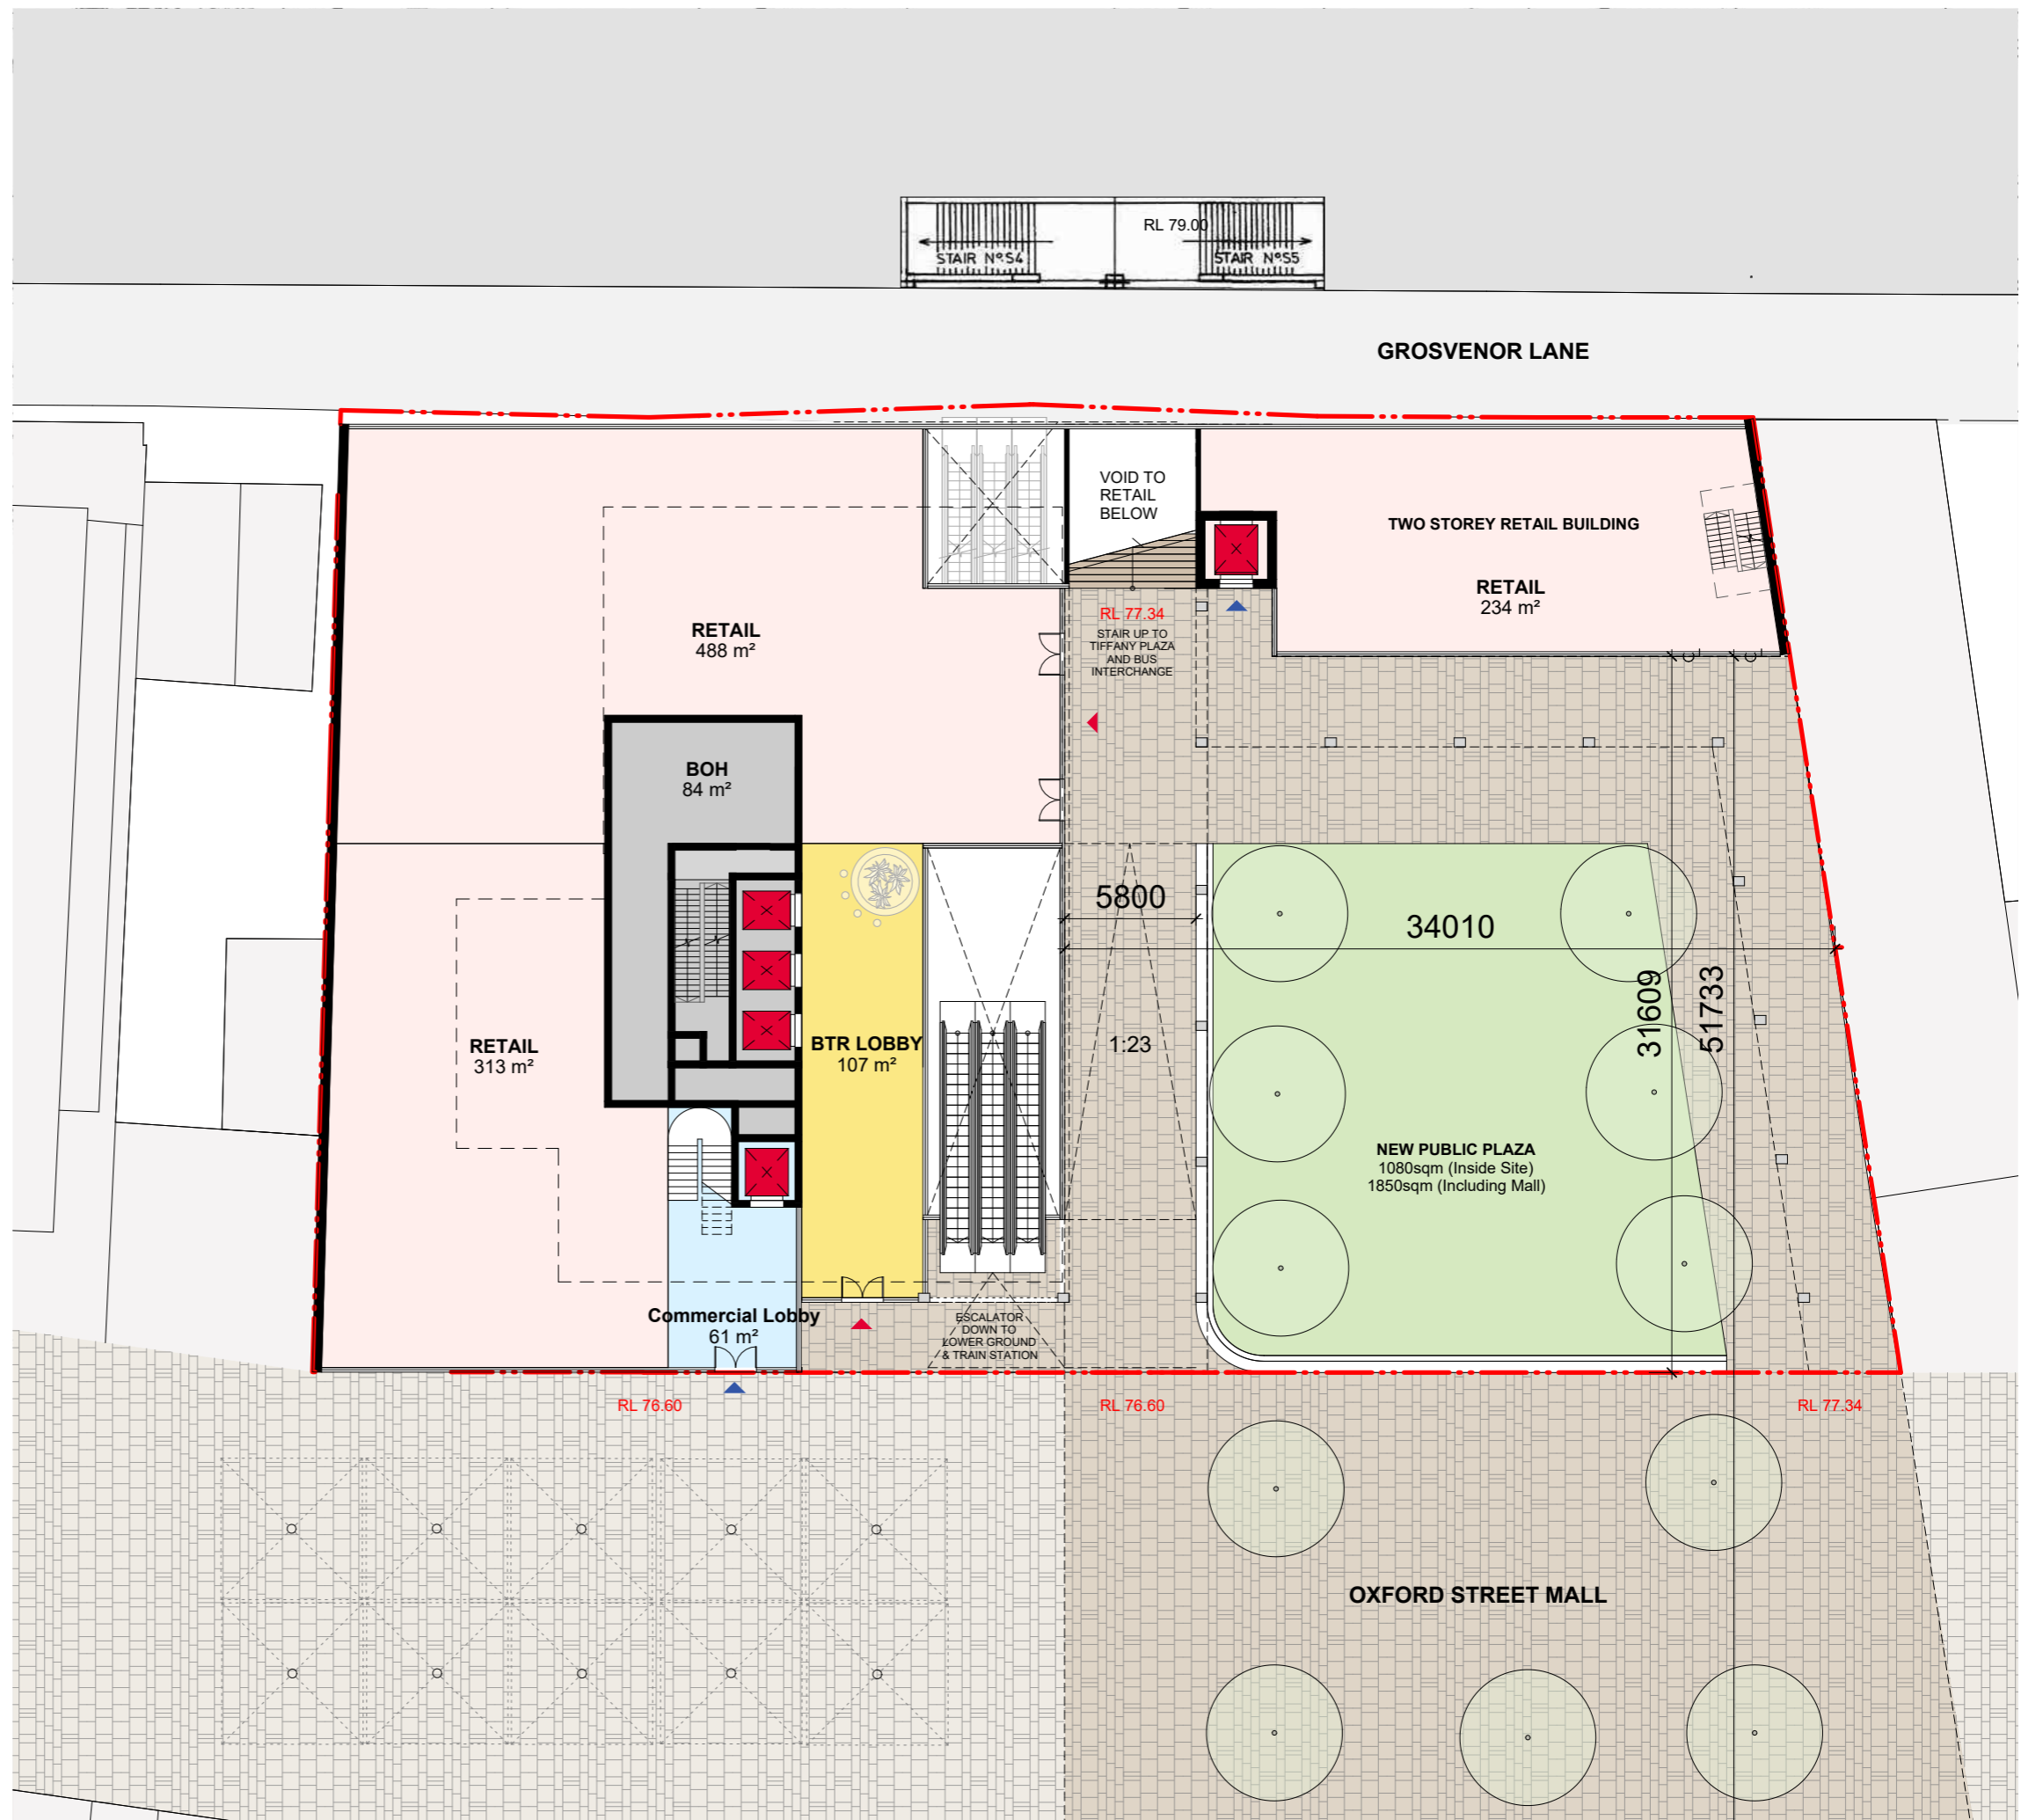 RL 79.00
STAIR NºS4
STAIR NºS5
GROSVENOR LANE
VOID TO
RETAIL
BELOW
TWO STOREY RETAIL BUILDING
RETAIL
234 m²
RL 77.34
STAIR UP TO
TIFFANY PLAZA
AND BUS
INTERCHANGE
RETAIL
488 m²
BOH
84 m²
5800
34010
31609
51733
RETAIL
313 m²
BTR LOBBY
107 m²
1:23
NEW PUBLIC PLAZA
1080sqm (Inside Site)
1850sqm (Including Mall)
Commercial Lobby
61 m²
ESCALATOR
DOWN TO
LOWER GROUND
& TRAIN STATION
RL 76.60
RL 76.60
RL 77.34
OXFORD STREET MALL